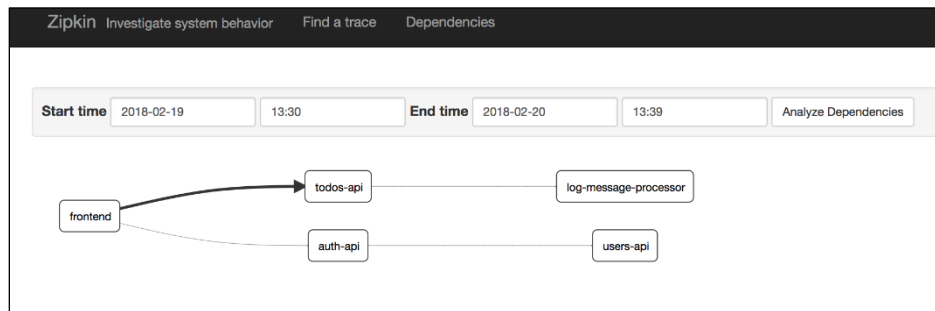 Zipkin Investigate system behavior Find a trace Dependencies
Start time 2018-02-19 13:30 End time 2018-02-20 13:39 Analyze Dependencies
todos-api log-message-processor
frontend
auth-api users-api